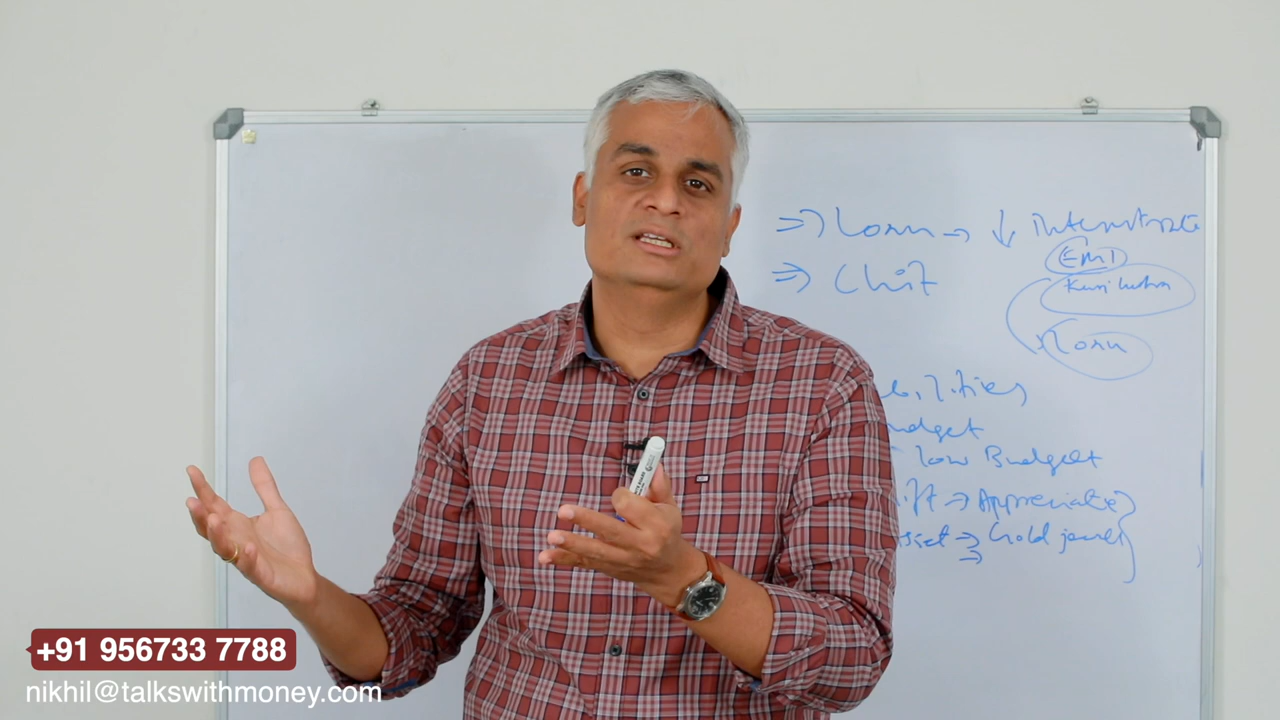 ⇒ Loan → ↓ Interest rate
EMI
⇒ Chit
Loan
bilities
udget
low Budget
ift → Appreciate
sset ⇒ Gold jewel
+91 956733 7788
nikhil@talkswithmoney.com